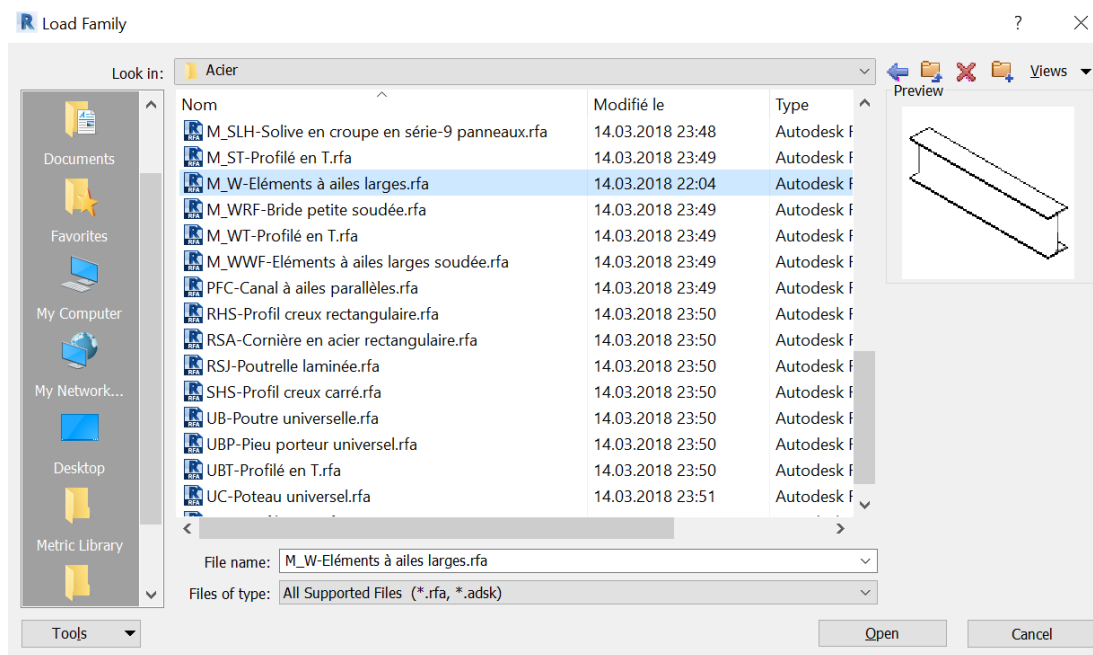 R Load Family ?
Look in: Acier Views
Preview
Nom Modifié le Type
M_SLH-Solive en croupe en série-9 panneaux.rfa 14.03.2018 23:48 Autodesk
M_ST-Profilé en T.rfa 14.03.2018 23:49 Autodesk
M_W-Eléments à ailes larges.rfa 14.03.2018 22:04 Autodesk
M_WRF-Bride petite soudée.rfa 14.03.2018 23:49 Autodesk
M_WT-Profilé en T.rfa 14.03.2018 23:49 Autodesk
M_WWF-Eléments à ailes larges soudée.rfa 14.03.2018 23:49 Autodesk
PFC-Canal à ailes parallèles.rfa 14.03.2018 23:49 Autodesk
RHS-Profil creux rectangulaire.rfa 14.03.2018 23:50 Autodesk
RSA-Cornière en acier rectangulaire.rfa 14.03.2018 23:50 Autodesk
RSJ-Poutrelle laminée.rfa 14.03.2018 23:50 Autodesk
SHS-Profil creux carré.rfa 14.03.2018 23:50 Autodesk
UB-Poutre universelle.rfa 14.03.2018 23:50 Autodesk
UBP-Pieu porteur universel.rfa 14.03.2018 23:50 Autodesk
UBT-Profilé en T.rfa 14.03.2018 23:50 Autodesk
UC-Poteau universel.rfa 14.03.2018 23:51 Autodesk
Documents
Favorites
My Computer
My Network...
Desktop
Metric Library
File name: M_W-Eléments à ailes larges.rfa
Files of type: All Supported Files (*.rfa, *.adsk)
Tools Open Cancel